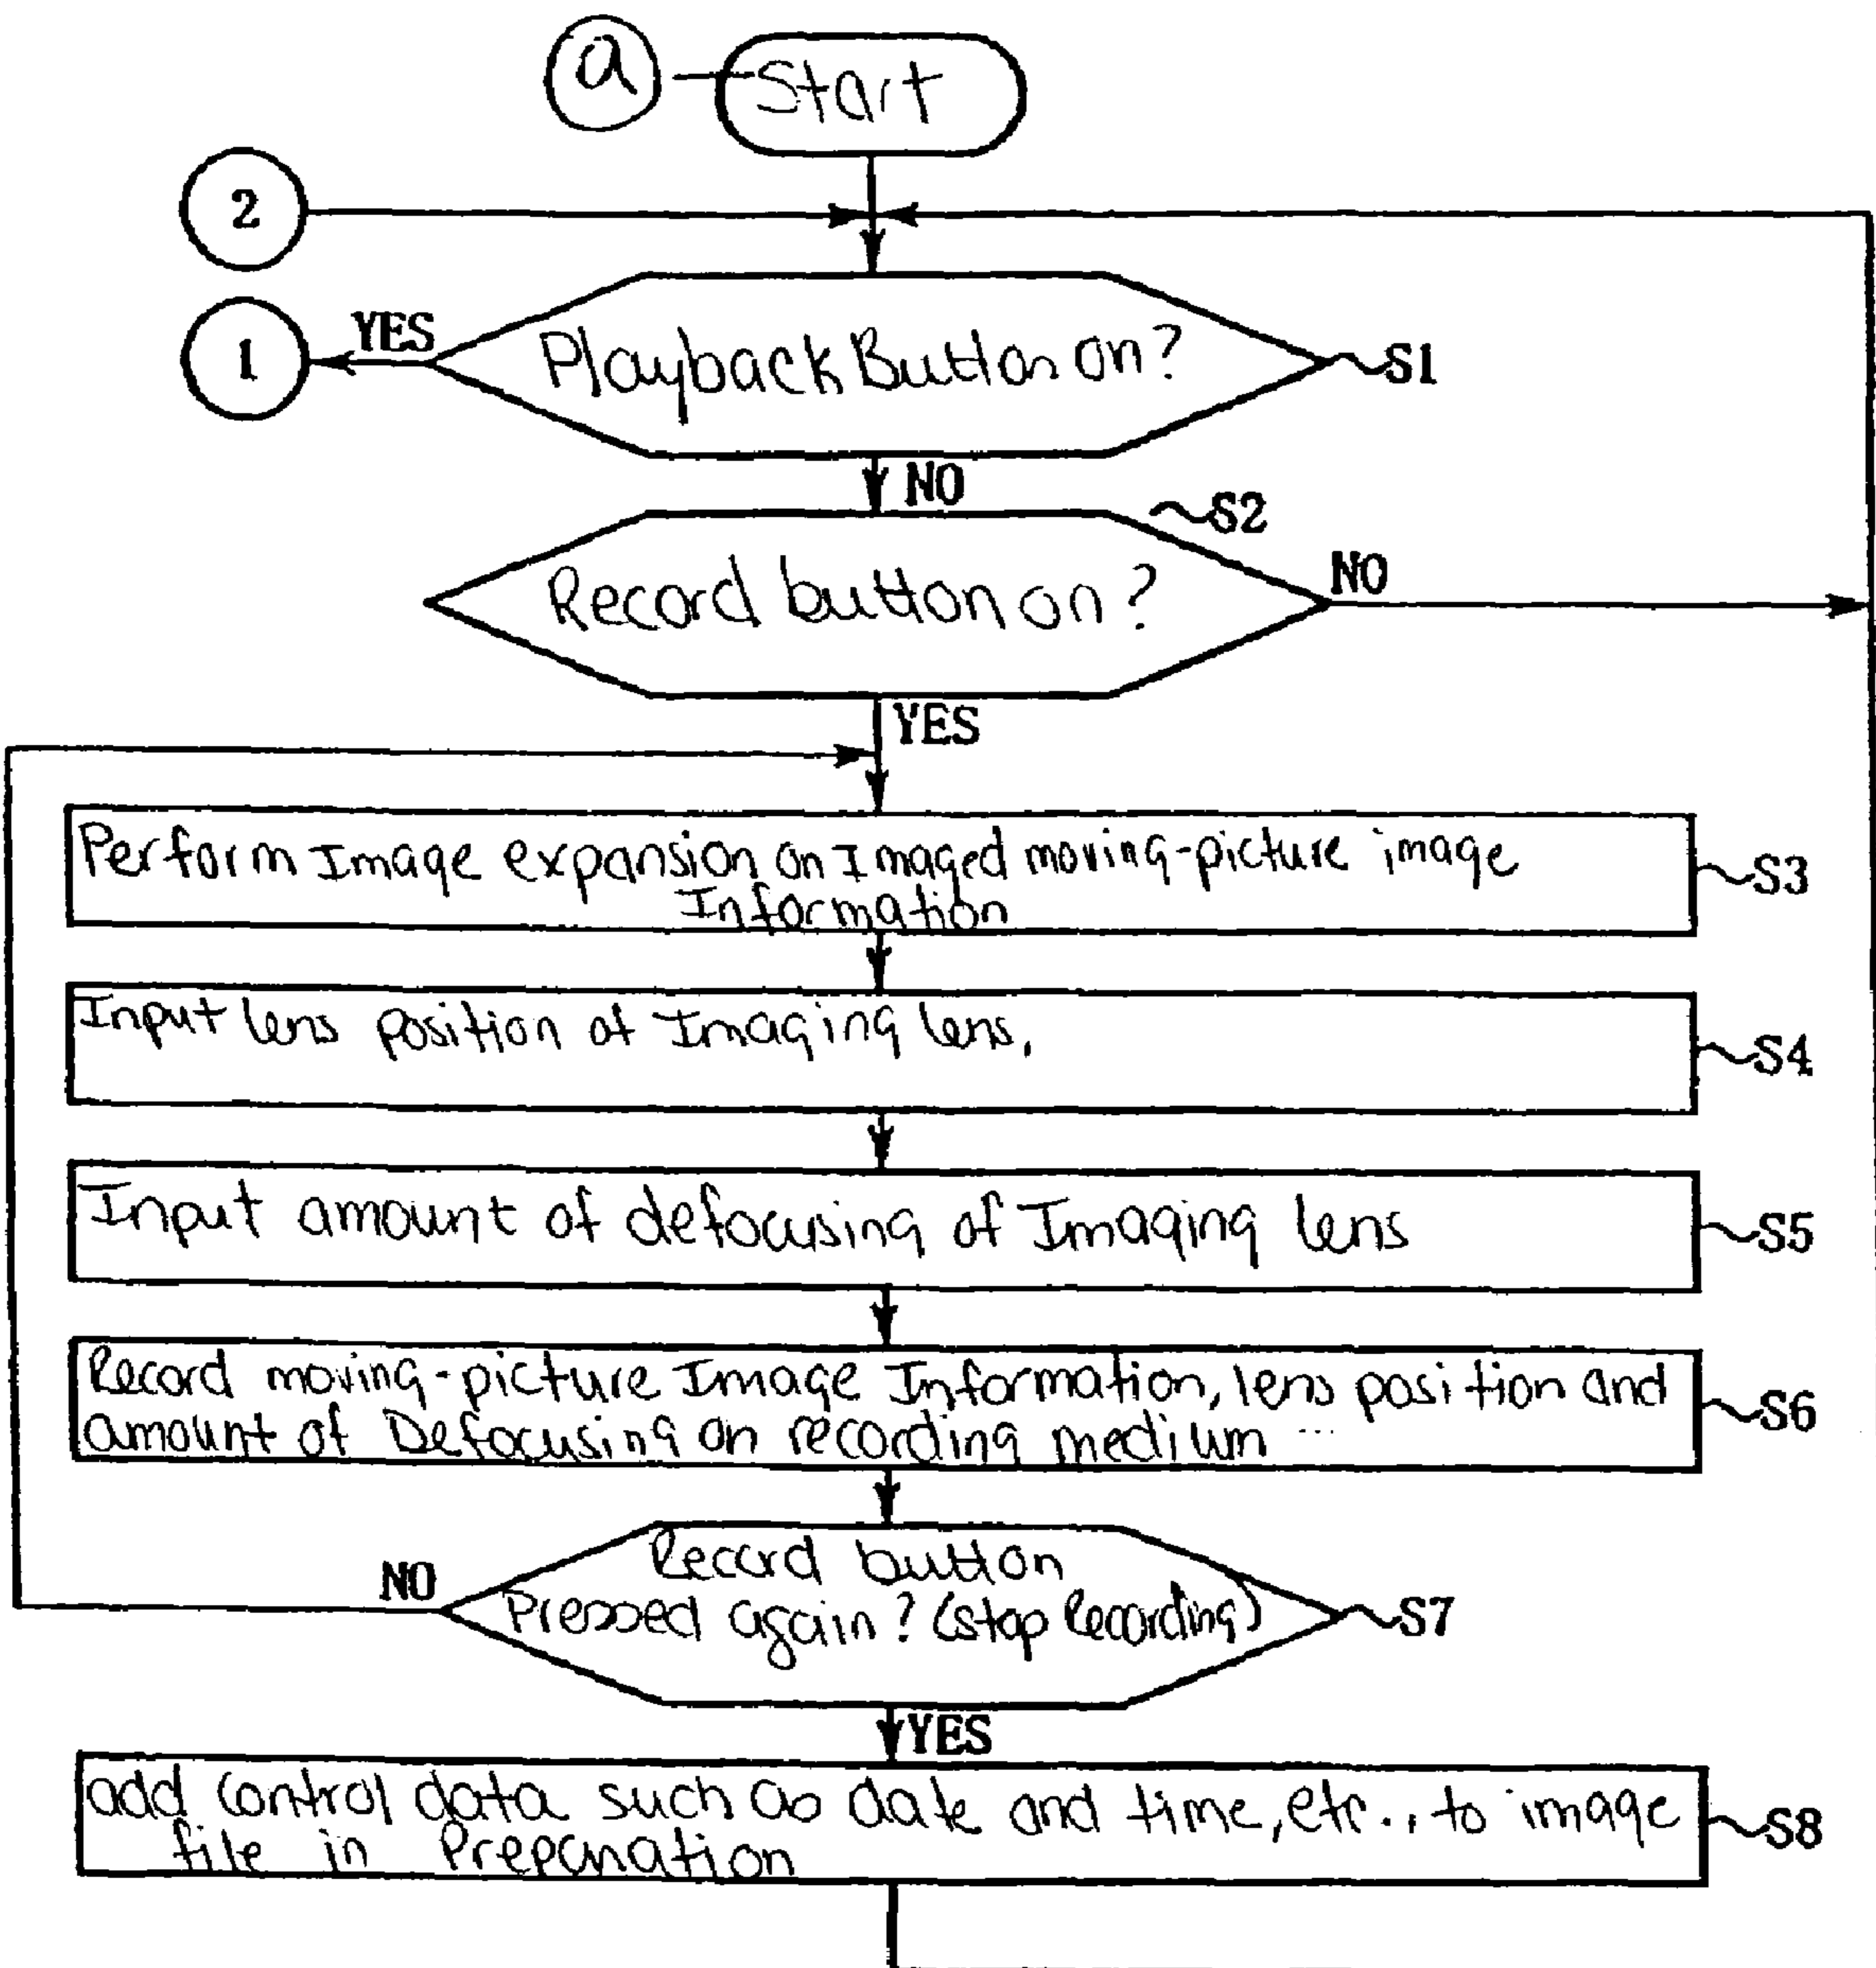 a
Start
2
1
YES
Playback Button on?
S1
NO
S2
Record button on?
NO
YES
Perform Image expansion on Imaged moving-picture image
Information
S3
Input lens position of Imaging lens.
S4
Input amount of defocusing of Imaging lens
S5
Record moving-picture Image Information, lens position and
amount of Defocusing on recording medium
S6
NO
Record button
Pressed again? (stop Recording)
S7
YES
add control data such as date and time, etc.., to image
file in Preparation
S8